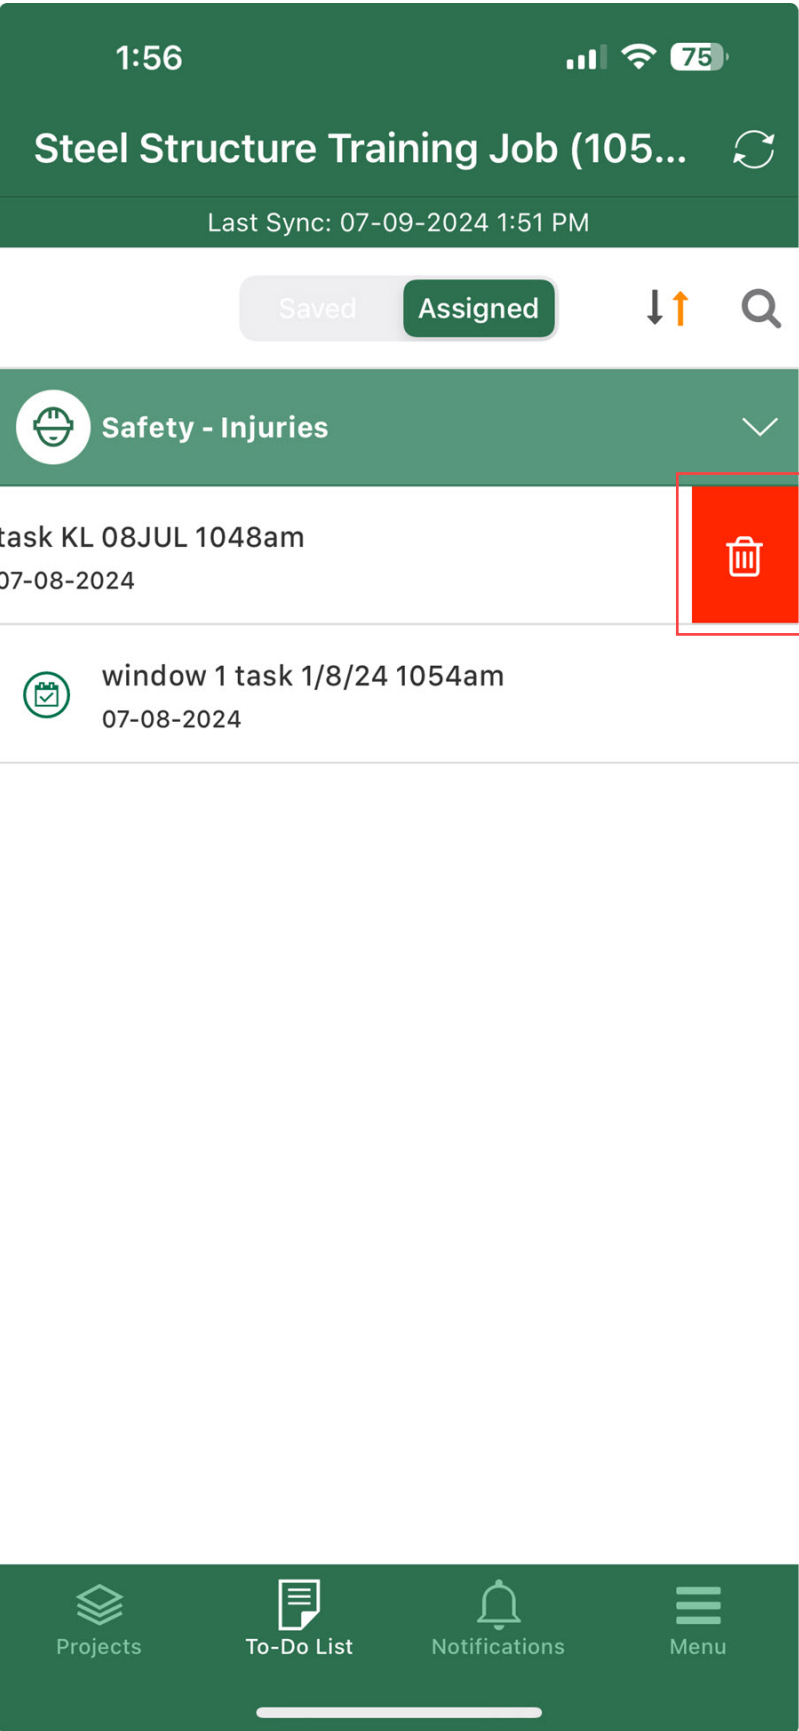 1:56
75
Steel Structure Training Job (105...
Last Sync: 07-09-2024 1:51 PM
Saved
Assigned
Safety - Injuries
task KL 08JUL 1048am
07-08-2024
window 1 task 1/8/24 1054am
07-08-2024
Projects
To-Do List
Notifications
Menu